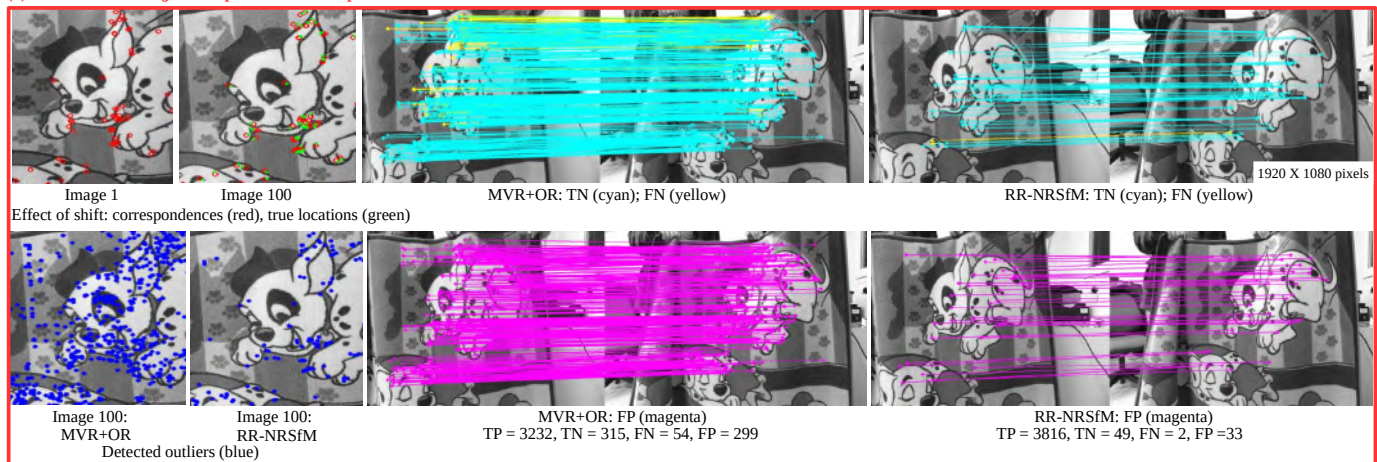 1920 X 1080 pixels
Image 1
Image 100
MVR+OR: TN (cyan); FN (yellow)
RR-NRSfM: TN (cyan); FN (yellow)
Effect of shift: correspondences (red), true locations (green)
Image 100:
MVR+OR
Image 100:
RR-NRSfM
Detected outliers (blue)
MVR+OR: FP (magenta)
TP = 3232, TN = 315, FN = 54, FP = 299
RR-NRSfM: FP (magenta)
TP = 3816, TN = 49, FN = 2, FP =33